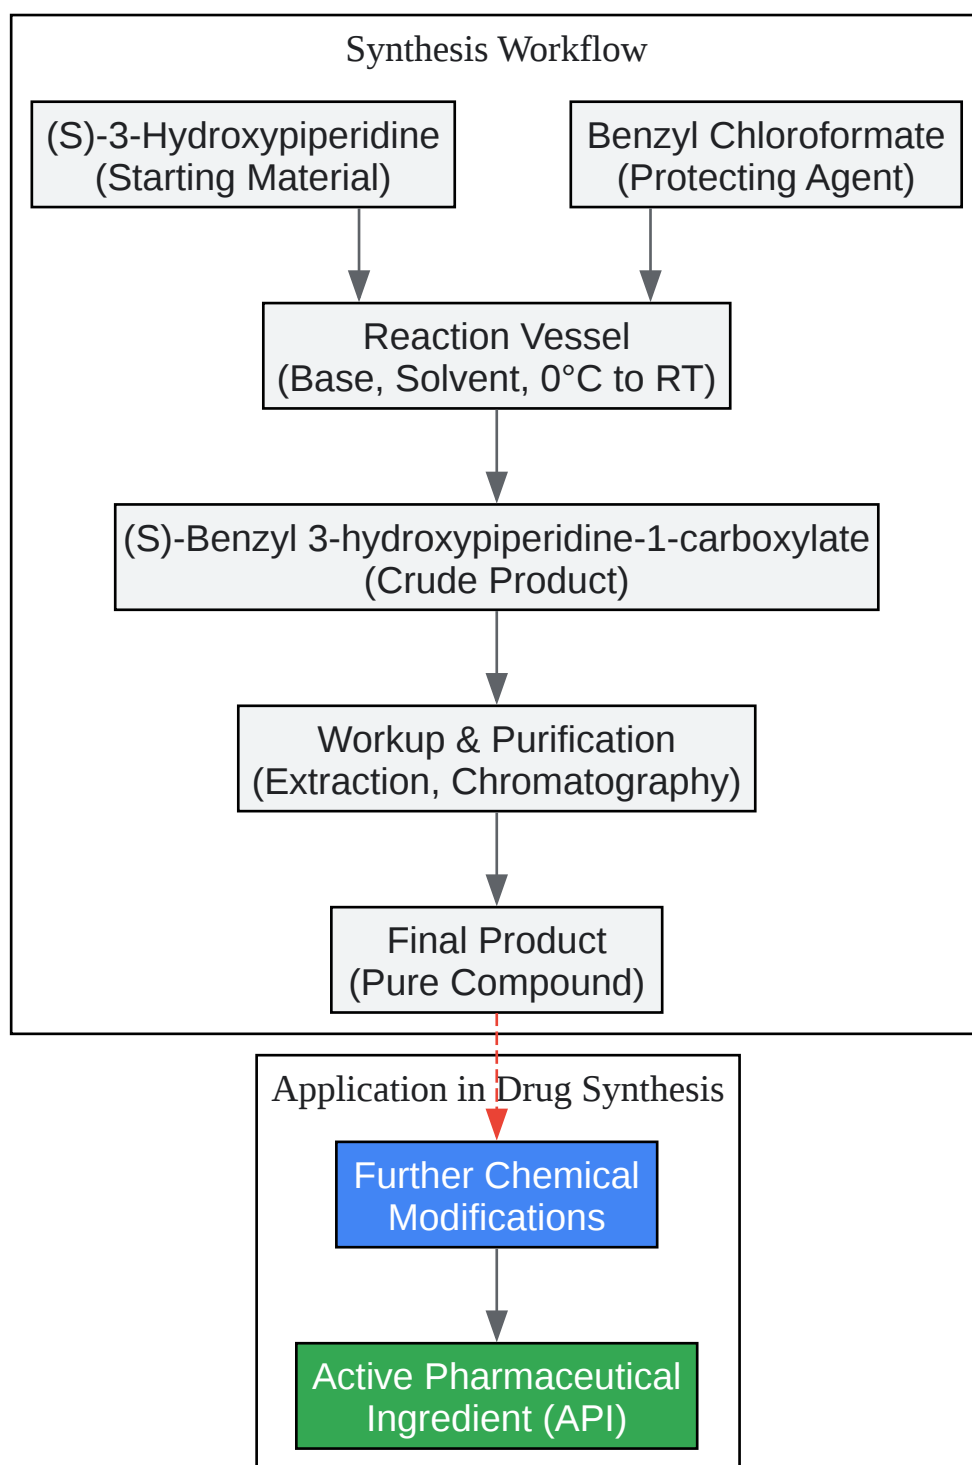 Synthesis Workflow
(S)-3-Hydroxypiperidine
(Starting Material)
Benzyl Chloroformate
(Protecting Agent)
Reaction Vessel
(Base, Solvent, 0°C to RT)
(S)-Benzyl 3-hydroxypiperidine-1-carboxylate
(Crude Product)
Workup & Purification
(Extraction, Chromatography)
Final Product
(Pure Compound)
Application in Drug Synthesis
Further Chemical
Modifications
Active Pharmaceutical
Ingredient (API)